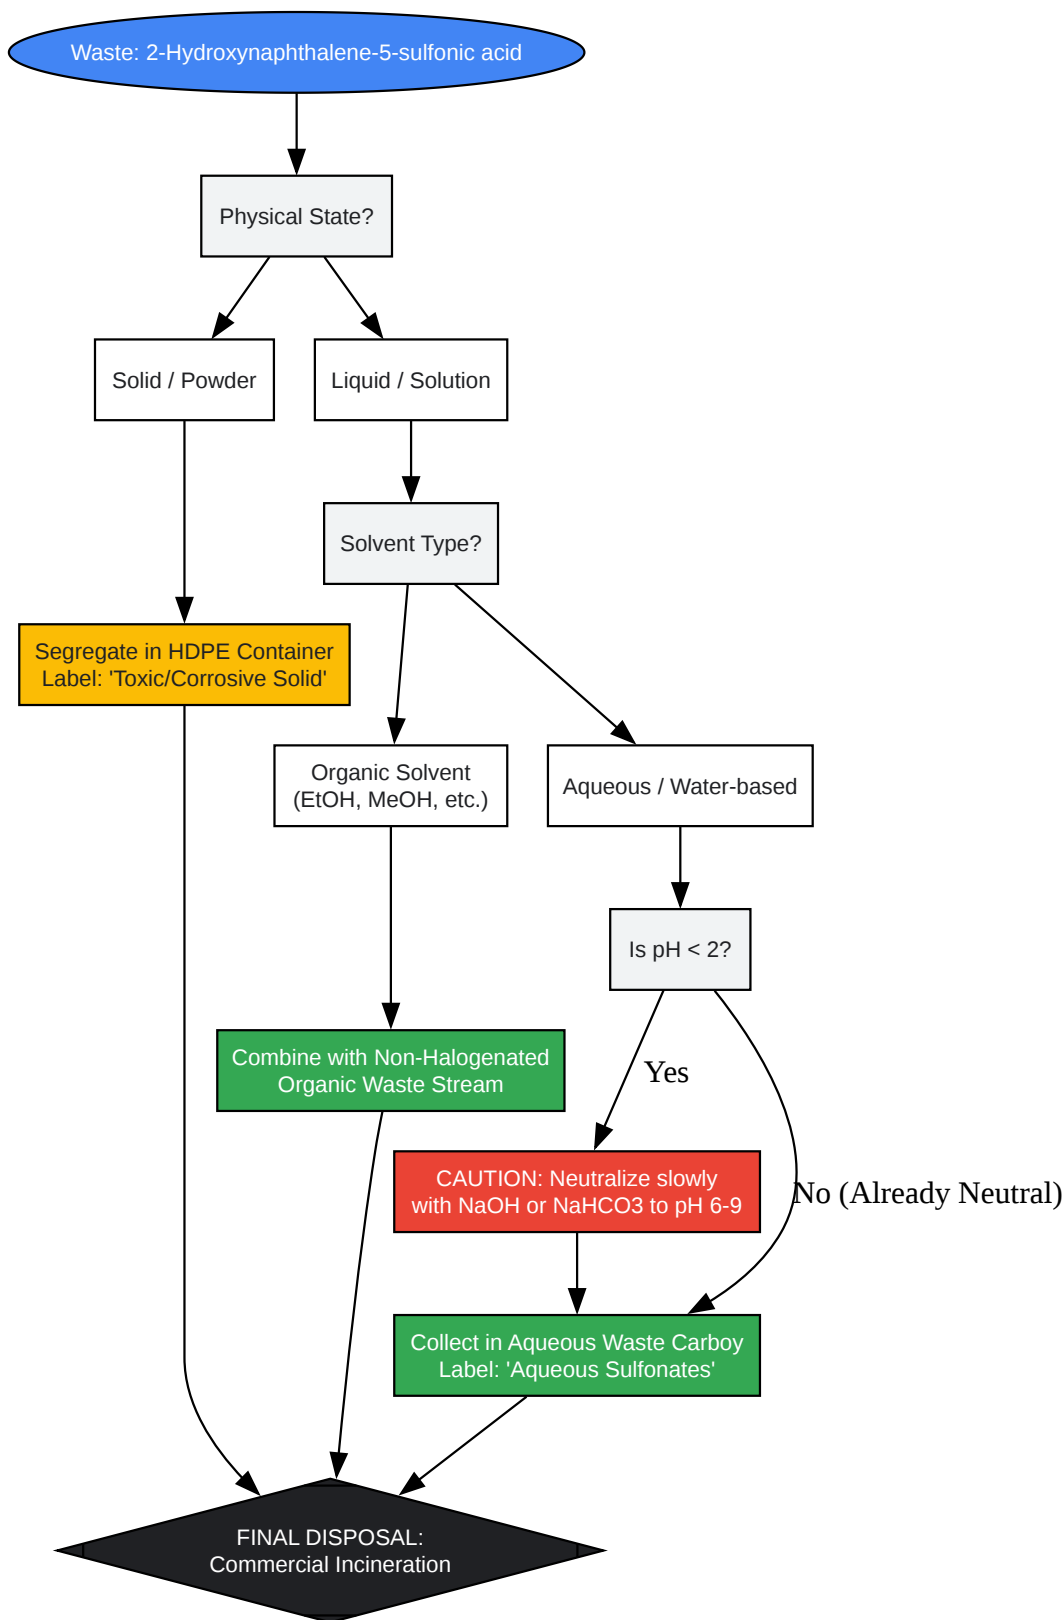 Waste: 2-Hydroxynaphthalene-5-sulfonic acid
Physical State?
Solid / Powder
Liquid / Solution
Solvent Type?
Segregate in HDPE Container
Label: 'Toxic/Corrosive Solid'
Organic Solvent
(EtOH, MeOH, etc.)
Aqueous / Water-based
Is pH < 2?
Combine with Non-Halogenated
Organic Waste Stream
Yes
CAUTION: Neutralize slowly
with NaOH or NaHCO3 to pH 6-9
No (Already Neutral)
Collect in Aqueous Waste Carboy
Label: 'Aqueous Sulfonates'
FINAL DISPOSAL:
Commercial Incineration